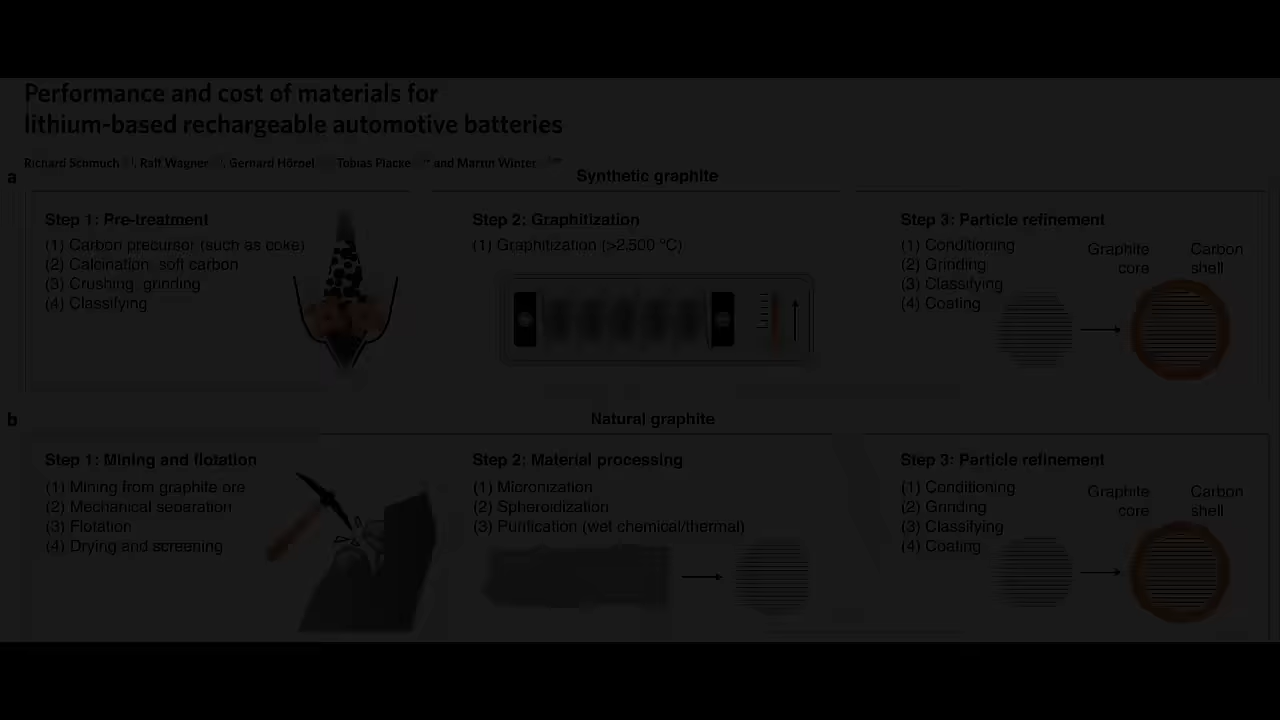 Performance and cost of materials for
lithium-based rechargeable automotive batteries
Richard Schmuch, Ralf Wagner, Gerhard Hörpel, Tobias Placke and Martin Winter
a
Synthetic graphite
Step 1: Pre-treatment
(1) Carbon precursor (such as coke)
(2) Calcination: soft carbon
(3) Crushing, grinding
(4) Classifying
Step 2: Graphitization
(1) Graphitization (>2,500 °C)
Step 3: Particle refinement
(1) Conditioning
(2) Grinding
(3) Classifying
(4) Coating
Graphite
core
Carbon
shell
b
Natural graphite
Step 1: Mining and flotation
(1) Mining from graphite ore
(2) Mechanical separation
(3) Flotation
(4) Drying and screening
Step 2: Material processing
(1) Micronization
(2) Spheroidization
(3) Purification (wet chemical/thermal)
Step 3: Particle refinement
(1) Conditioning
(2) Grinding
(3) Classifying
(4) Coating
Graphite
core
Carbon
shell